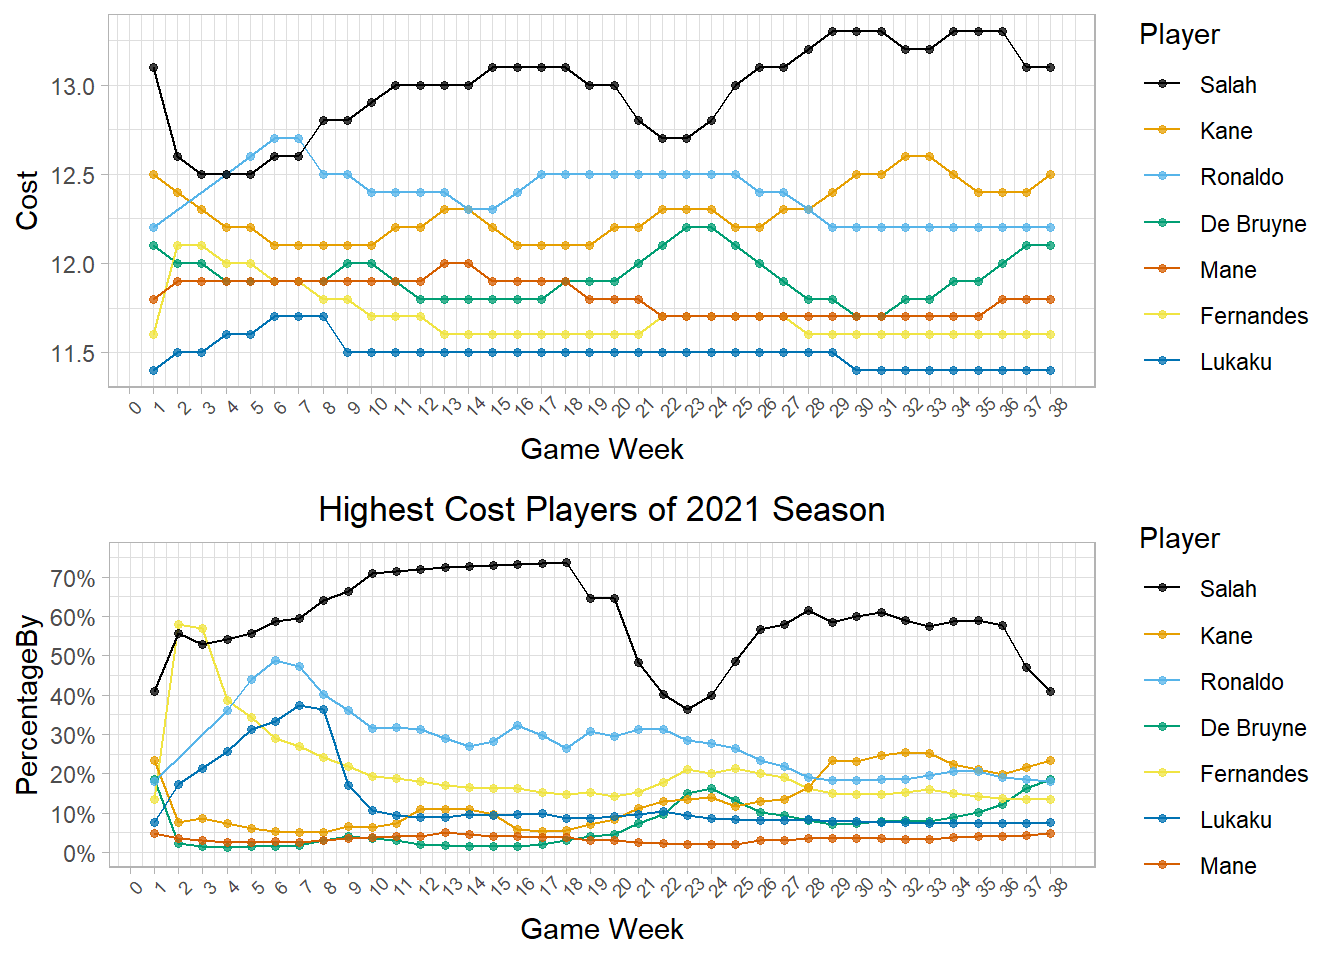 13.0
12.5
12.0
11.5
Cost
0 1 2 3 4 5 6 7 8 9 10 11 12 13 14 15 16 17 18 19 20 21 22 23 24 25 26 27 28 29 30 31 32 33 34 35 36 37 38
Game Week
Player
Salah
Kane
Ronaldo
De Bruyne
Mane
Fernandes
Lukaku
Highest Cost Players of 2021 Season
70%
60%
50%
40%
30%
20%
10%
0%
PercentageBy
0 1 2 3 4 5 6 7 8 9 10 11 12 13 14 15 16 17 18 19 20 21 22 23 24 25 26 27 28 29 30 31 32 33 34 35 36 37 38
Game Week
Player
Salah
Kane
Ronaldo
De Bruyne
Fernandes
Lukaku
Mane